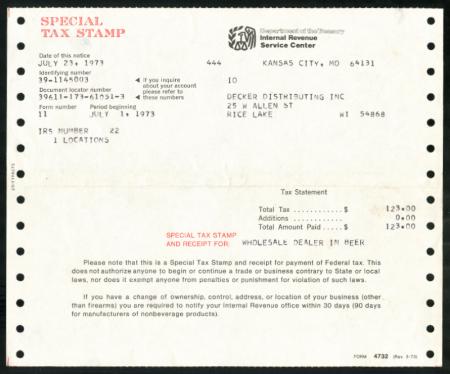 SPECIAL
TAX STAMP
Department of the Treasury
Internal Revenue
Service Center
Date of this notice
JULY 23, 1973
444 KANSAS CITY, MO 64131
Identifying number
39-1145003
If you inquire
about your account
please refer to
these numbers
10
Document locator number
39611-173-61051-3
DECKER DISTRIBUTING INC
25 W ALLEN ST
RICE LAKE WI 54868
Form number Period beginning
11 JULY 1, 1973
IRS NUMBER 22
1 LOCATIONS
Tax Statement
Total Tax ............ $ 123.00
Additions ............ $ 0.00
Total Amount Paid ..... $ 123.00
SPECIAL TAX STAMP
AND RECEIPT FOR: WHOLESALE DEALER IN BEER
Please note that this is a Special Tax Stamp and receipt for payment of Federal tax. This
does not authorize anyone to begin or continue a trade or business contrary to State or local
laws, nor does it exempt anyone from penalties or punishment for violation of such laws.
If you have a change of ownership, control, address, or location of your business (other
than firearms) you are required to notify your Internal Revenue office within 30 days (90 days
for manufacturers of nonbeverage products).
FORM 4732 (Rev. 3-73)